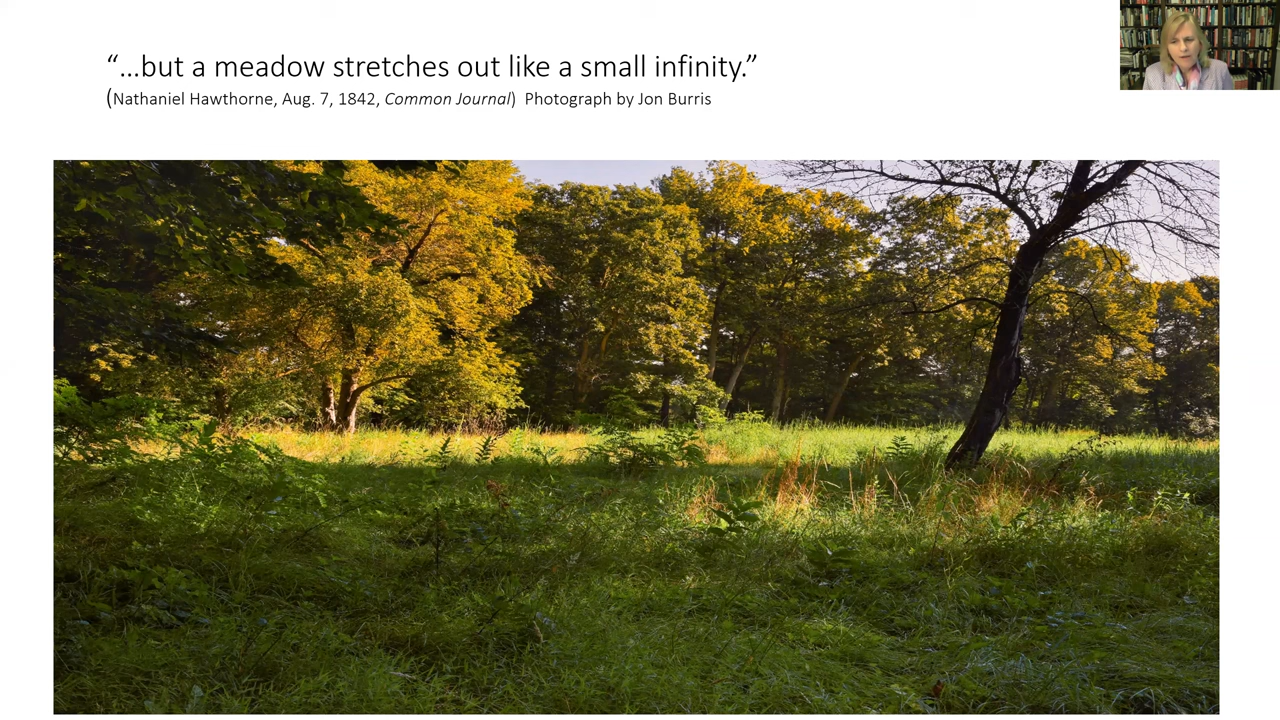 “…but a meadow stretches out like a small infinity.”
(Nathaniel Hawthorne, Aug. 7, 1842, Common Journal)  Photograph by Jon Burris